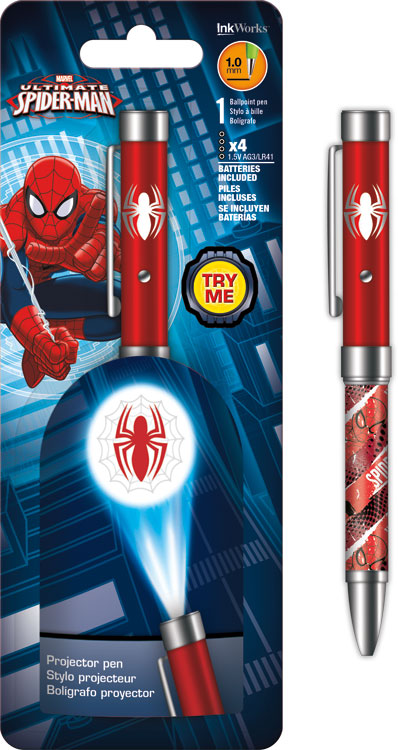 InkWorks
MARVEL
ULTIMATE
SPIDER-MAN
1.0
mm
1
Ballpoint pen
Stylo à bille
Bolígrafo
x4
1.5V AG3/LR41
BATTERIES
INCLUDED
PILES
INCLUSES
SE INCLUYEN
BATERÍAS
TRY
ME
SPID
Projector pen
Stylo projecteur
Bolígrafo proyector